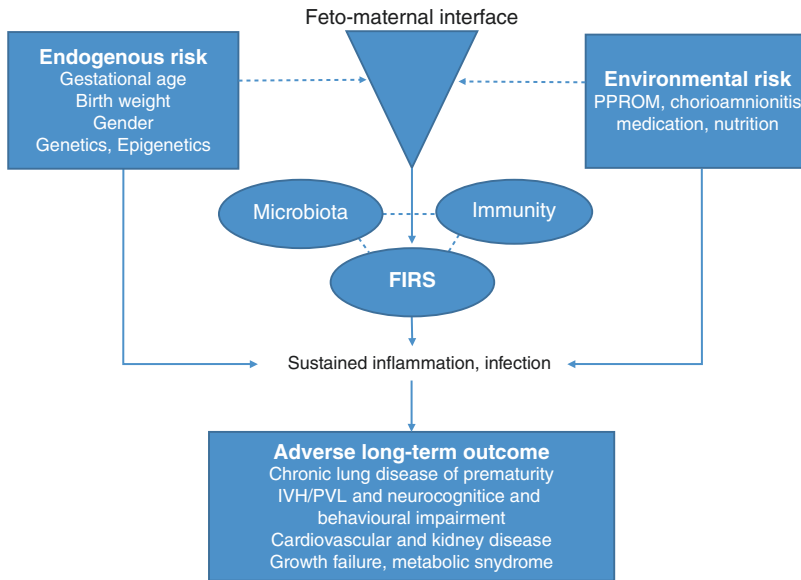 Feto-maternal interface
Endogenous risk
Gestational age
Birth weight
Gender
Genetics, Epigenetics
Environmental risk
PPROM, chorioamnionitis
medication, nutrition
Microbiota
Immunity
FIRS
Sustained inflammation, infection
Adverse long-term outcome
Chronic lung disease of prematurity
IVH/PVL and neurocognitice and
behavioural impairment
Cardiovascular and kidney disease
Growth failure, metabolic snydrome